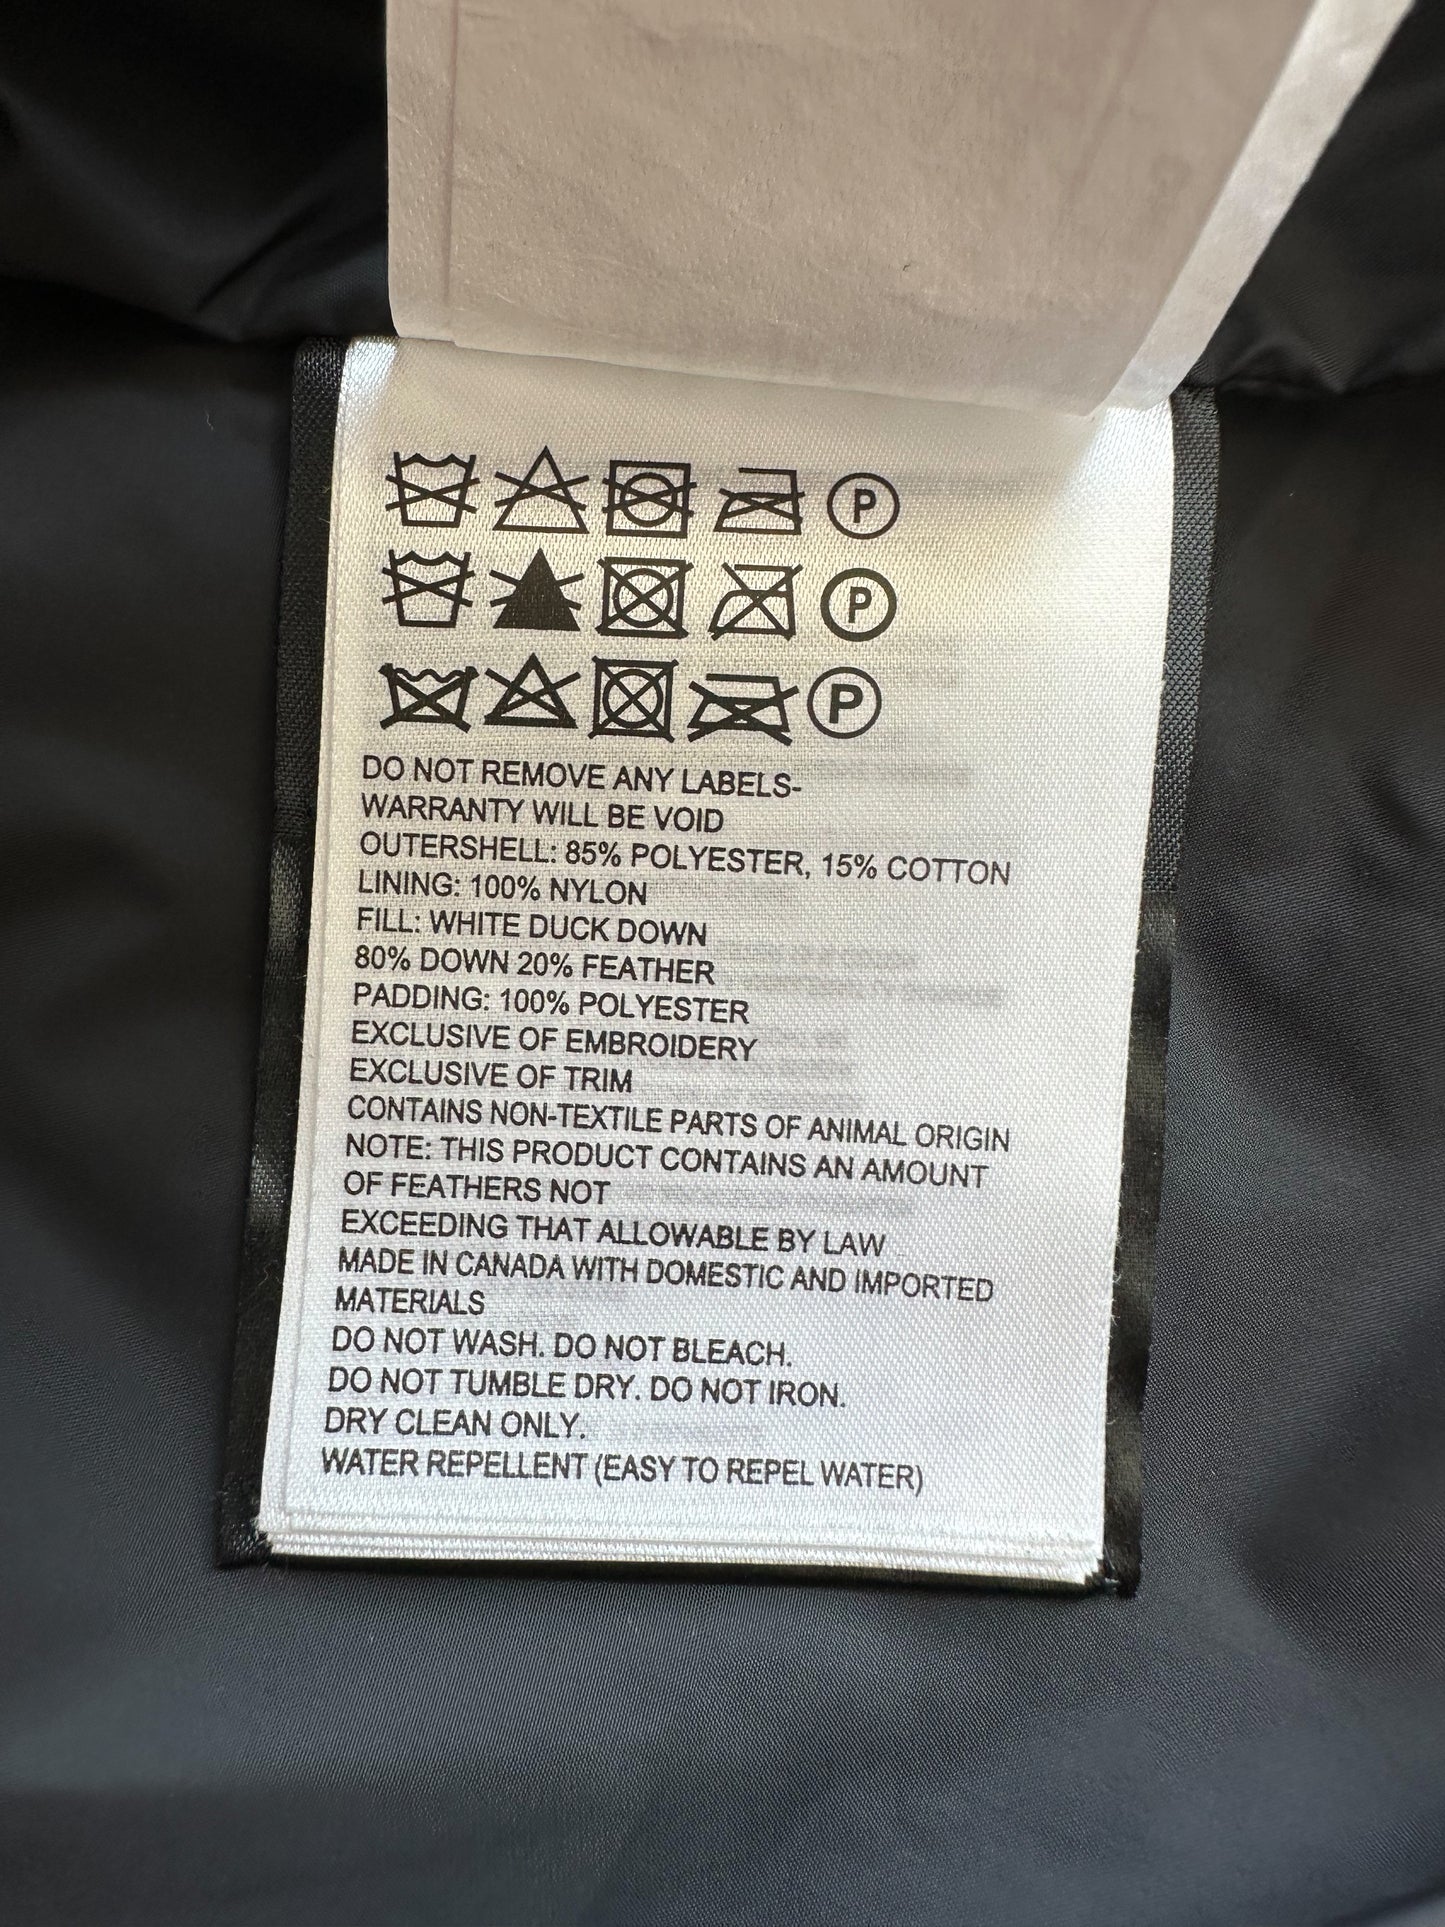 P
P
P
DO NOT REMOVE ANY LABELS-
WARRANTY WILL BE VOID
OUTERSHELL: 85% POLYESTER, 15% COTTON
LINING: 100% NYLON
FILL: WHITE DUCK DOWN
80% DOWN 20% FEATHER
PADDING: 100% POLYESTER
EXCLUSIVE OF EMBROIDERY
EXCLUSIVE OF TRIM
CONTAINS NON-TEXTILE PARTS OF ANIMAL ORIGIN
NOTE: THIS PRODUCT CONTAINS AN AMOUNT
OF FEATHERS NOT
EXCEEDING THAT ALLOWABLE BY LAW
MADE IN CANADA WITH DOMESTIC AND IMPORTED
MATERIALS
DO NOT WASH. DO NOT BLEACH.
DO NOT TUMBLE DRY. DO NOT IRON.
DRY CLEAN ONLY.
WATER REPELLENT (EASY TO REPEL WATER)